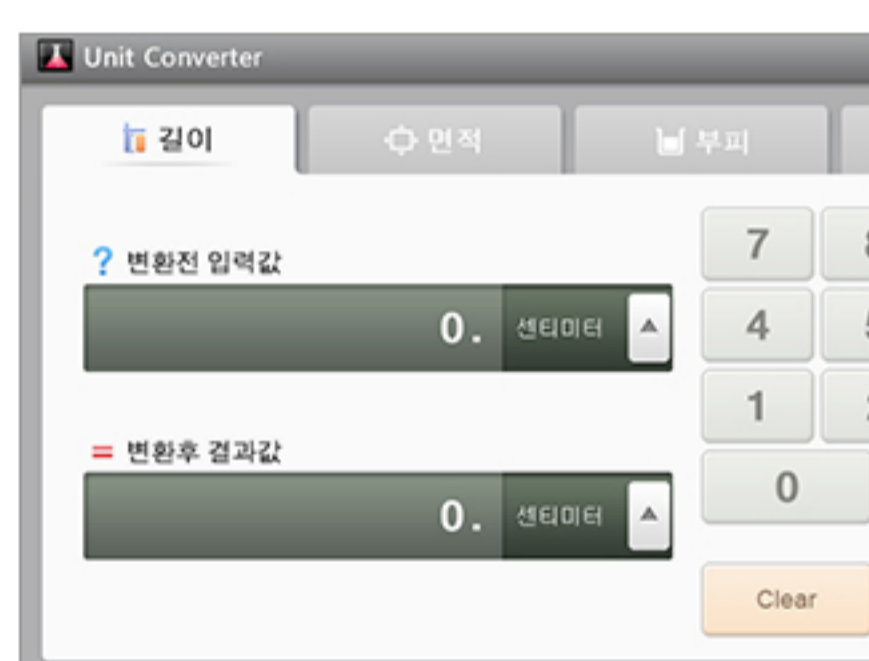 Unit Converter
길이 면적 부피
? 변환전 입력값
0. 센티미터
= 변환후 결과값
0. 센티미터
7
4
1
0
Clear